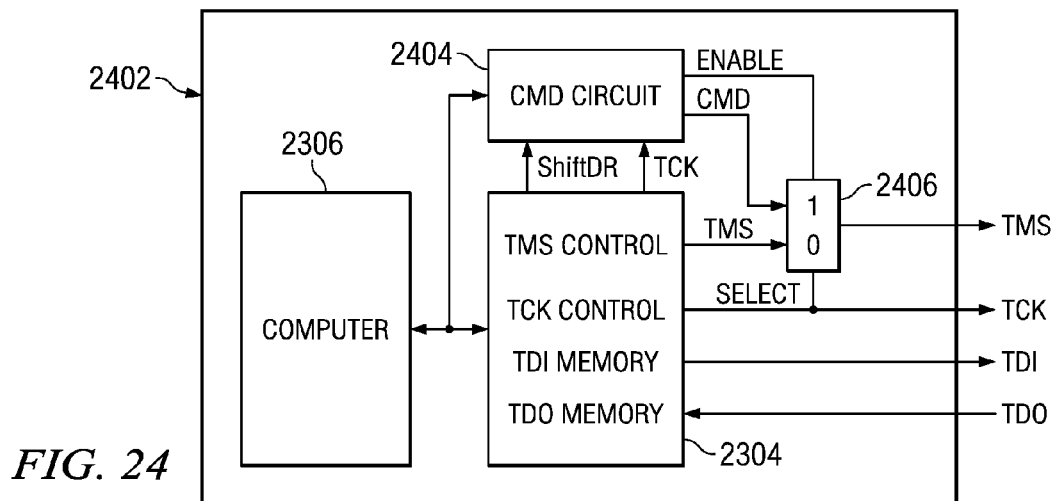 2402
2404
ENABLE
CMD CIRCUIT
CMD
2306
ShiftDR
TCK
2406
1
0
TMS CONTROL
TMS
TMS
SELECT
COMPUTER
TCK CONTROL
TCK
TDI MEMORY
TDI
TDO MEMORY
TDO
2304
FIG. 24